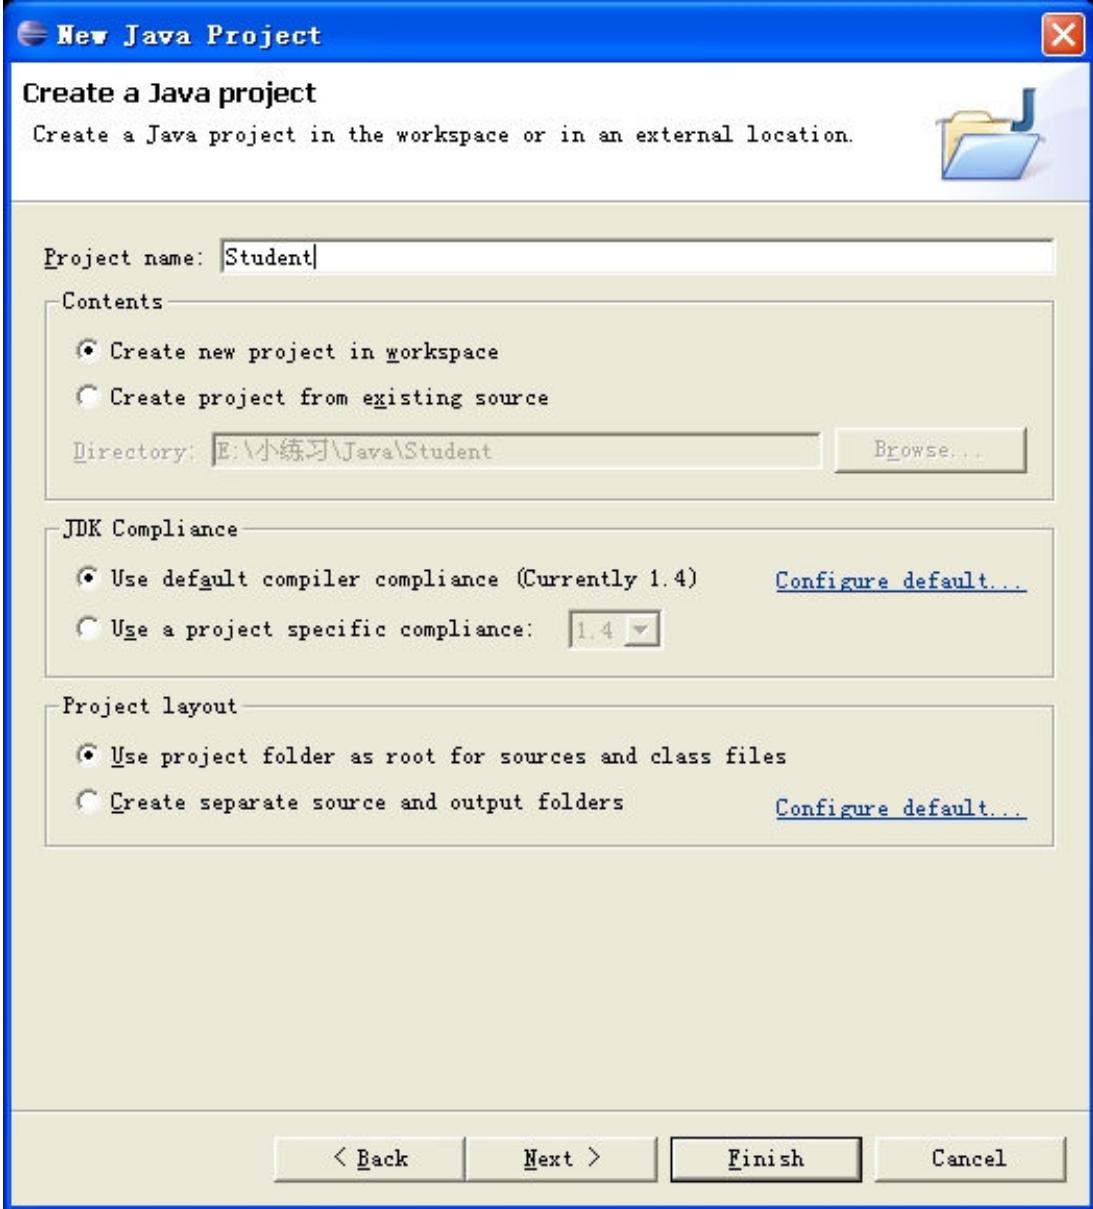 New Java Project
Create a Java project
Create a Java project in the workspace or in an external location.
Project name: Student
Contents
Create new project in workspace
Create project from existing source
Directory: E:\小练习\Java\Student Browse...
JDK Compliance
Use default compiler compliance (Currently 1.4) Configure default...
Use a project specific compliance: 1.4
Project layout
Use project folder as root for sources and class files
Create separate source and output folders Configure default...
< Back Next > Finish Cancel